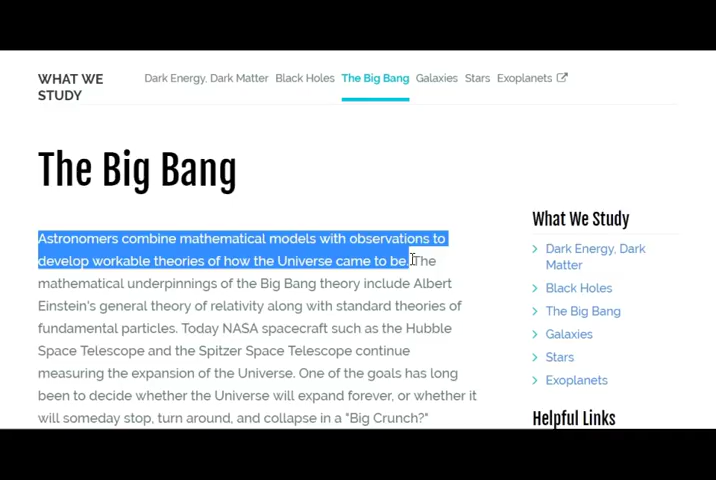 WHAT WE
STUDY
Dark Energy, Dark Matter Black Holes The Big Bang Galaxies Stars Exoplanets
The Big Bang
Astronomers combine mathematical models with observations to
develop workable theories of how the Universe came to be. The
mathematical underpinnings of the Big Bang theory include Albert
Einstein's general theory of relativity along with standard theories of
fundamental particles. Today NASA spacecraft such as the Hubble
Space Telescope and the Spitzer Space Telescope continue
measuring the expansion of the Universe. One of the goals has long
been to decide whether the Universe will expand forever, or whether it
will someday stop, turn around, and collapse in a "Big Crunch?"
What We Study
Dark Energy, Dark
Matter
Black Holes
The Big Bang
Galaxies
Stars
Exoplanets
Helpful Links